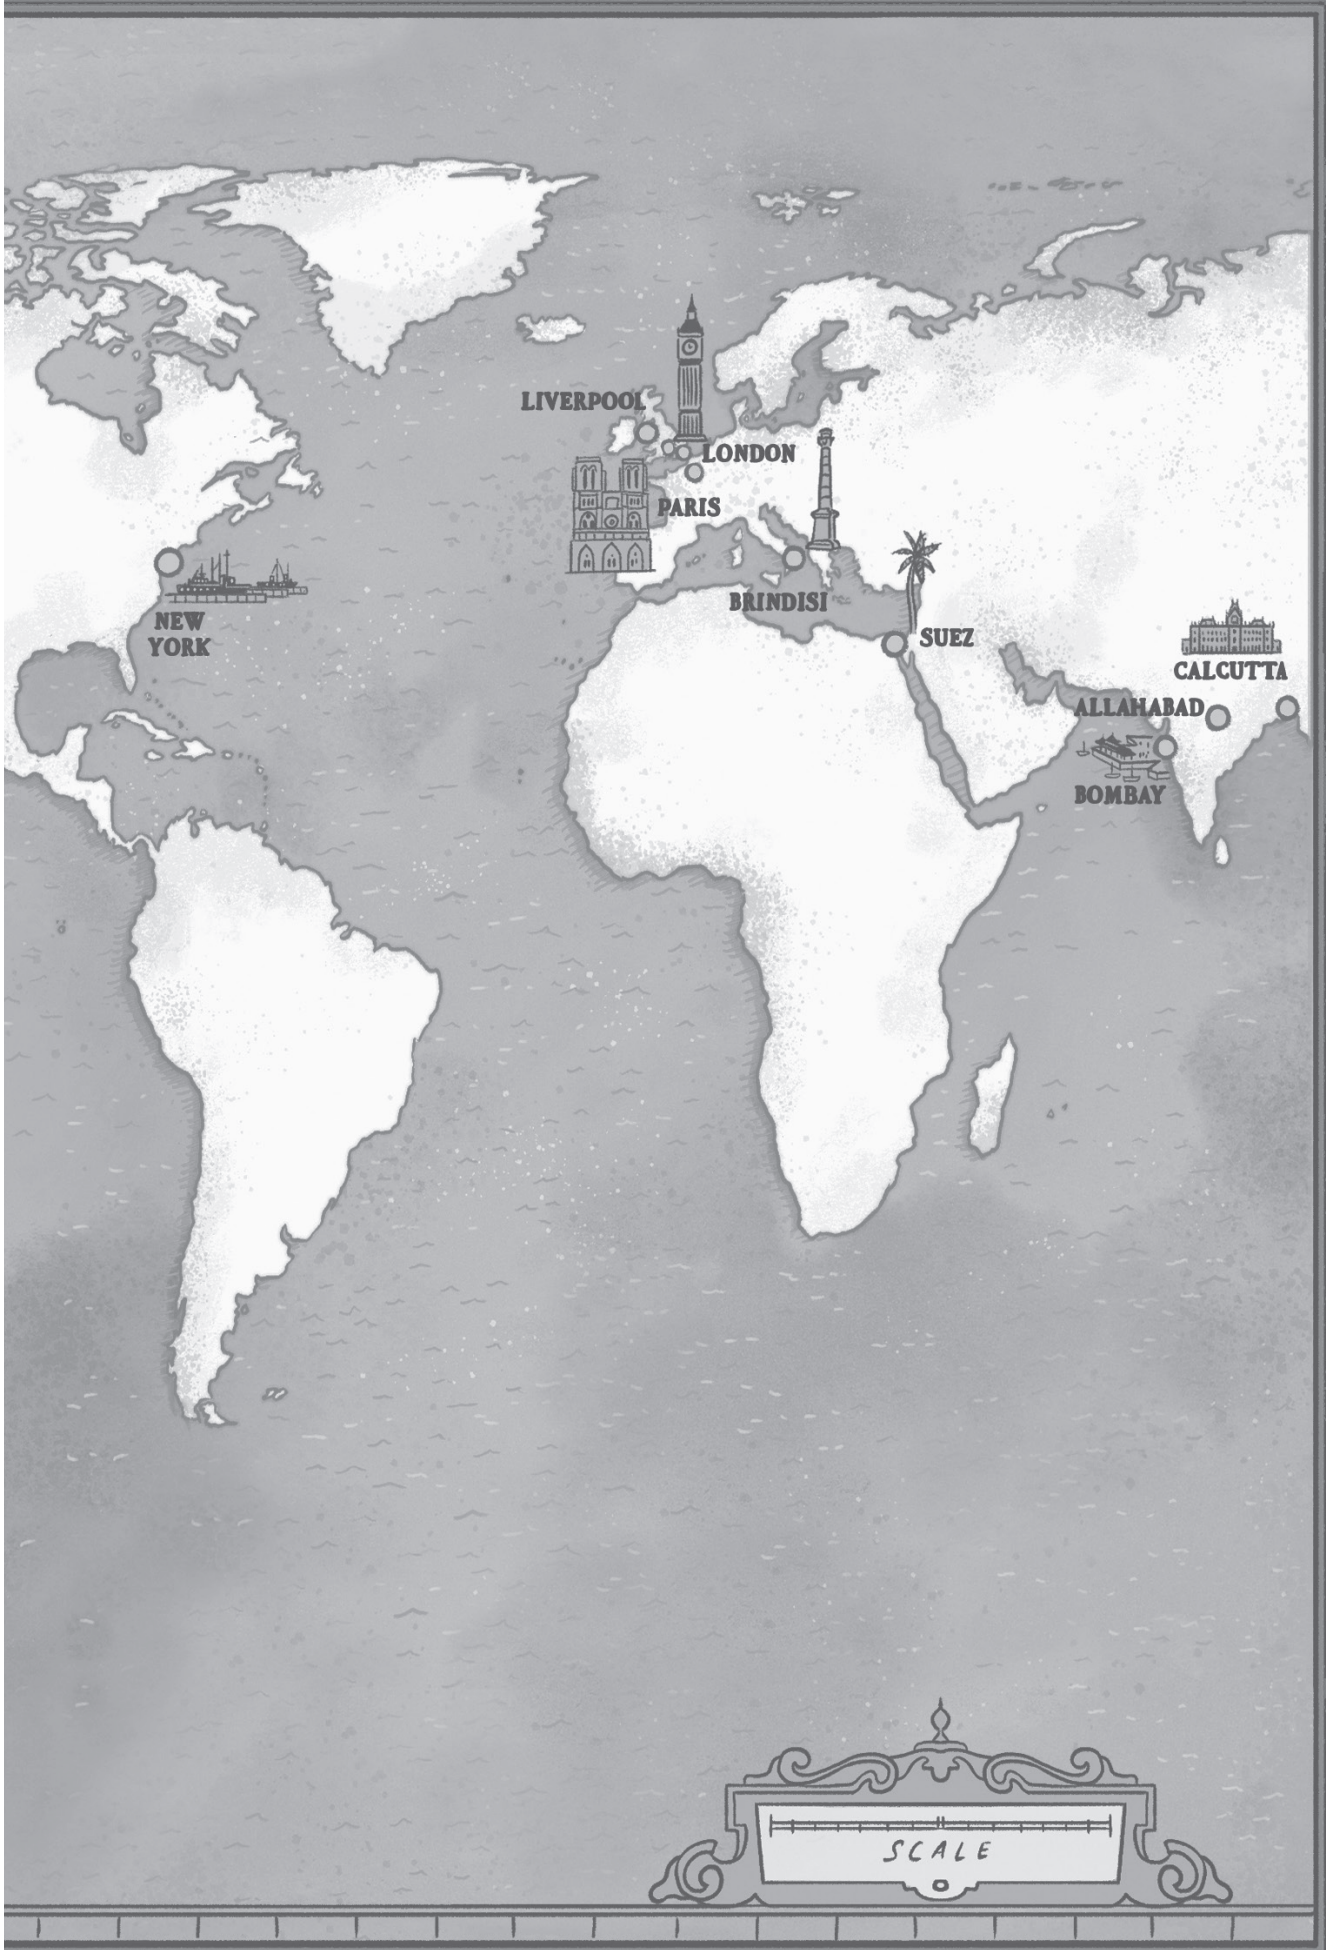 LIVERPOOL
LONDON
PARIS
NEW
YORK
BRINDISI
SUEZ
CALCUTTA
ALLAHABAD
BOMBAY
SCALE